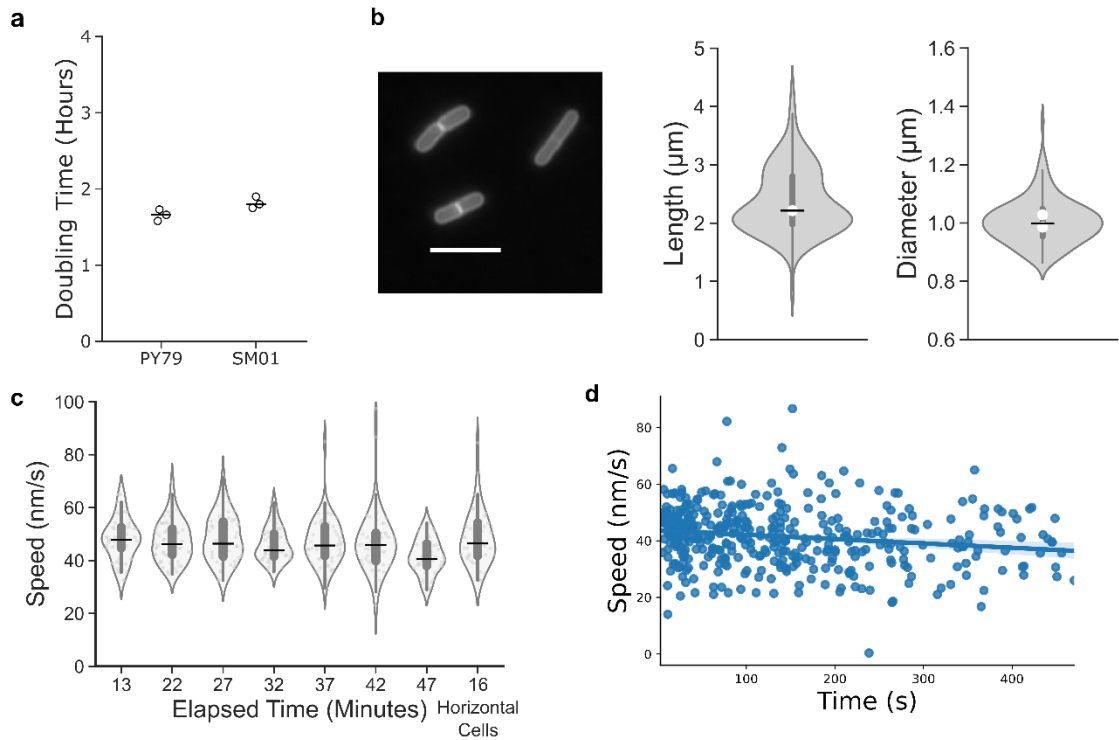 a
Doubling Time (Hours)
4
3
2
1
0
PY79 SM01
b
Length (µm)
5
4
3
2
1
0
Diameter (µm)
1.6
1.4
1.2
1.0
0.8
0.6
c
Speed (nm/s)
100
80
60
40
20
0
13 22 27 32 37 42 47 16
Elapsed Time (Minutes) Horizontal
Cells
d
Speed (nm/s)
80
60
40
20
0
100 200 300 400
Time (s)